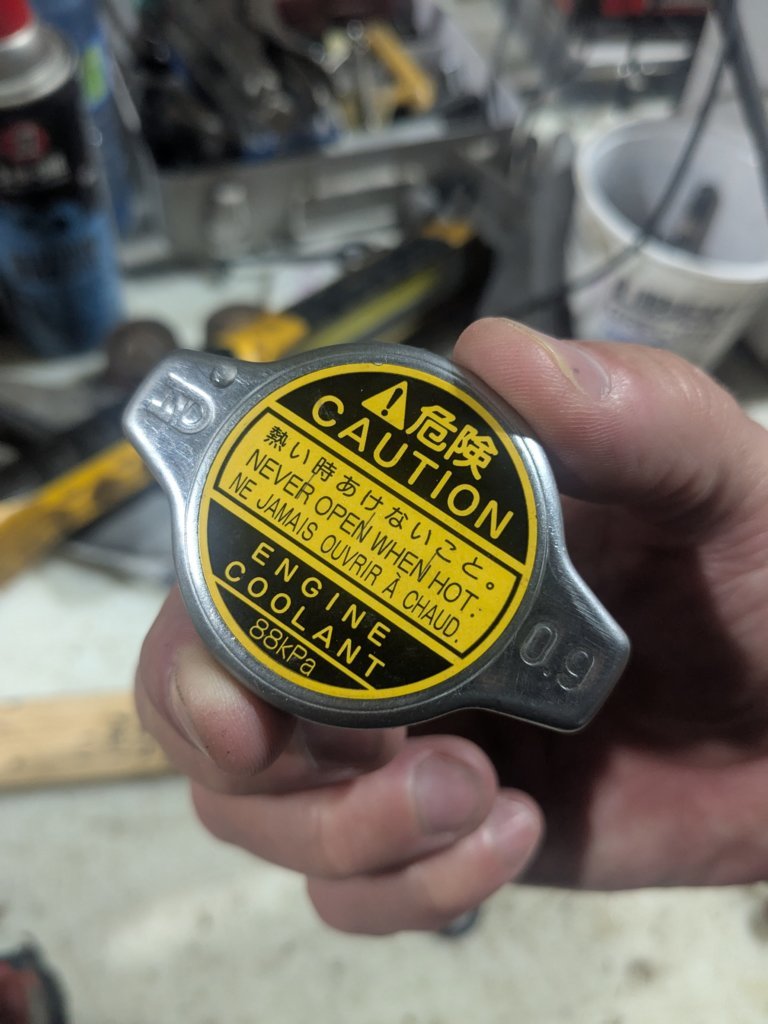 危険
CAUTION
熱い時あけないこと。
NEVER OPEN WHEN HOT.
NE JAMAIS OUVRIR À CHAUD.
ENGINE
COOLANT
88kPa
0.9